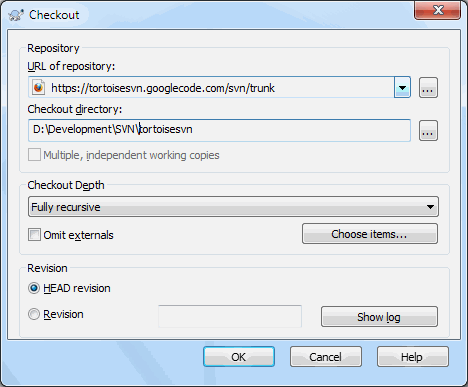 Checkout
Repository
URL of repository:
https://tortoisesvn.googlecode.com/svn/trunk
...
Checkout directory:
D:\Development\SVN\tortoisesvn
...
Multiple, independent working copies
Checkout Depth
Fully recursive
Omit externals
Choose items...
Revision
HEAD revision
Revision
Show log
OK
Cancel
Help